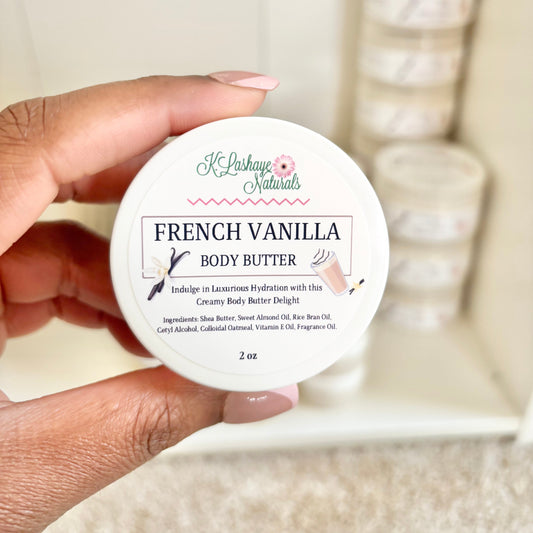 KLashaye
Naturals
FRENCH VANILLA
BODY BUTTER
Indulge in Luxurious Hydration with this
Creamy Body Butter Delight
Ingredients: Shea Butter, Sweet Almond Oil, Rice Bran Oil,
Cetyl Alcohol, Colloidal Oatmeal, Vitamin E Oil, Fragrance Oil.
2 oz